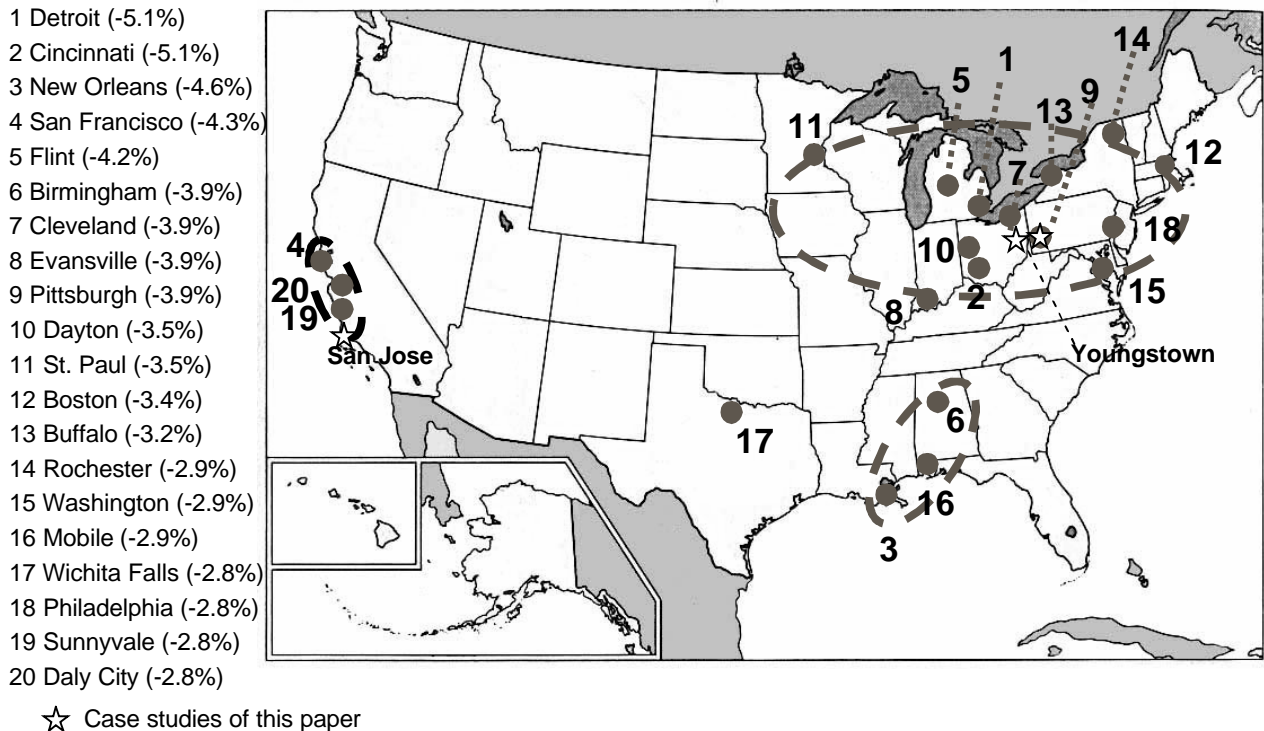 1 Detroit (-5.1%)
2 Cincinnati (-5.1%)
3 New Orleans (-4.6%)
4 San Francisco (-4.3%)
5 Flint (-4.2%)
6 Birmingham (-3.9%)
7 Cleveland (-3.9%)
8 Evansville (-3.9%)
9 Pittsburgh (-3.9%)
10 Dayton (-3.5%)
11 St. Paul (-3.5%)
12 Boston (-3.4%)
13 Buffalo (-3.2%)
14 Rochester (-2.9%)
15 Washington (-2.9%)
16 Mobile (-2.9%)
17 Wichita Falls (-2.8%)
18 Philadelphia (-2.8%)
19 Sunnyvale (-2.8%)
20 Daly City (-2.8%)
Case studies of this paper
14
1
5
9
13
11
12
7
18
4
10
20
15
2
8
19
San Jose
Youngstown
6
17
16
3